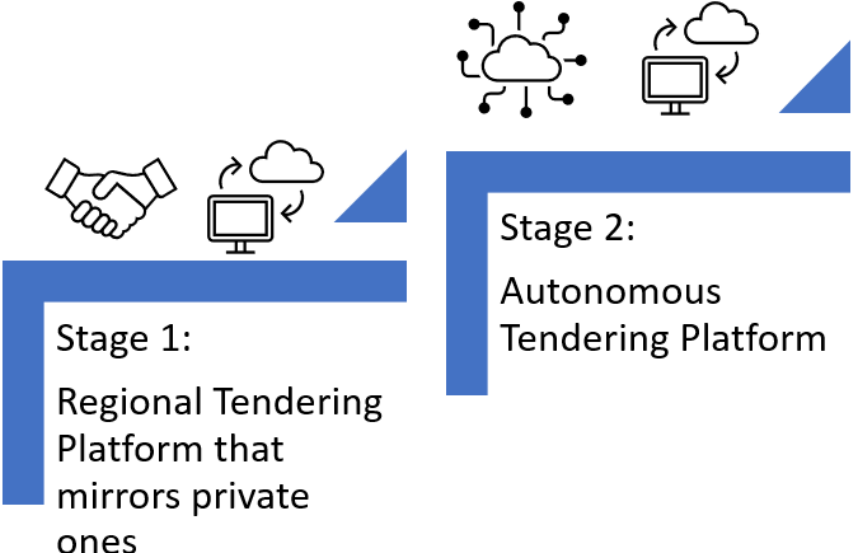 Stage 1:
Regional Tendering
Platform that
mirrors private
ones
Stage 2:
Autonomous
Tendering Platform